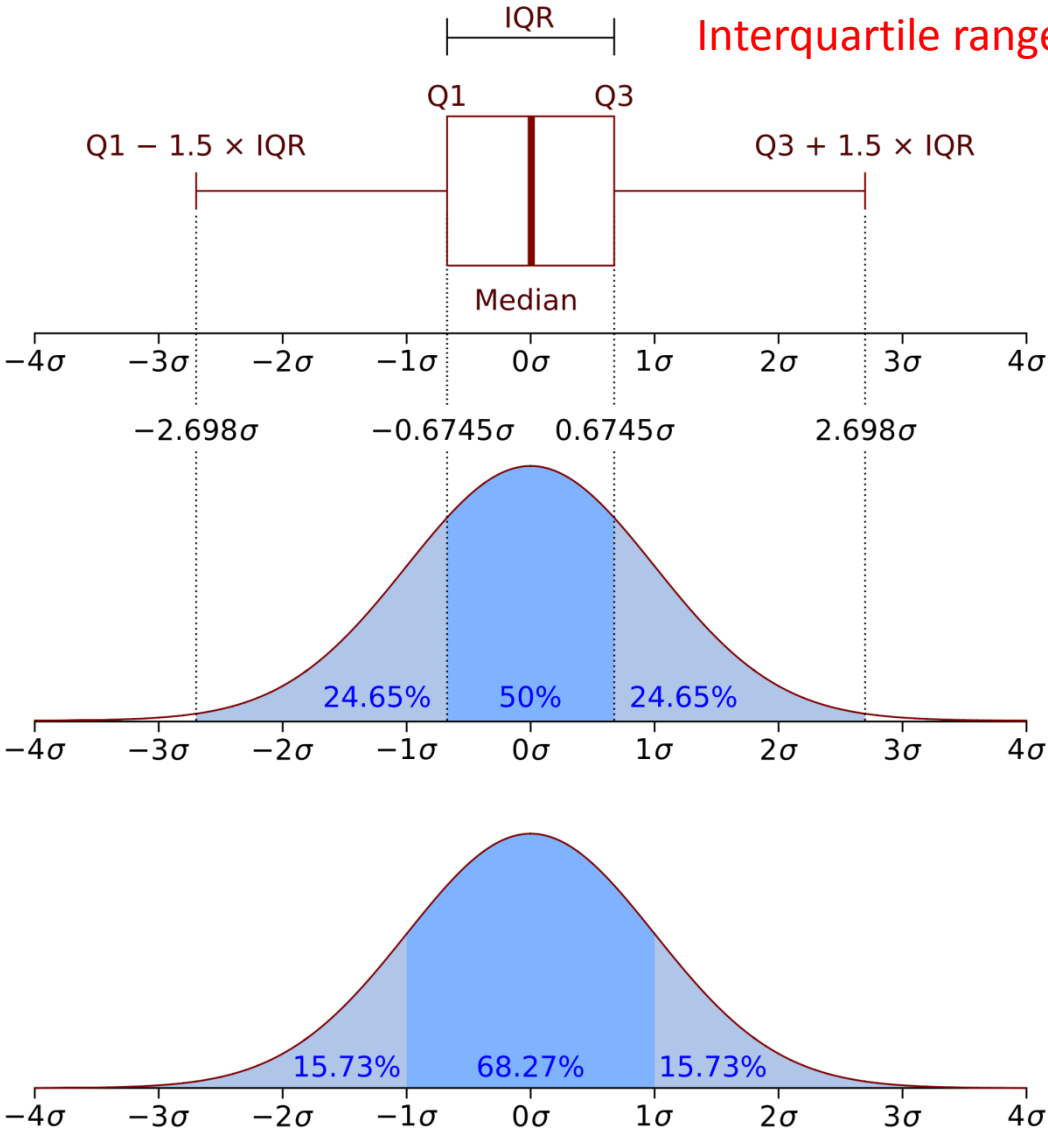 IQR
Interquartile range
Q1 Q3
Q1 − 1.5 × IQR Q3 + 1.5 × IQR
Median
−4σ −3σ −2σ −1σ 0σ 1σ 2σ 3σ 4σ
−2.698σ −0.6745σ 0.6745σ 2.698σ
24.65% 50% 24.65%
−4σ −3σ −2σ −1σ 0σ 1σ 2σ 3σ 4σ
15.73% 68.27% 15.73%
−4σ −3σ −2σ −1σ 0σ 1σ 2σ 3σ 4σ